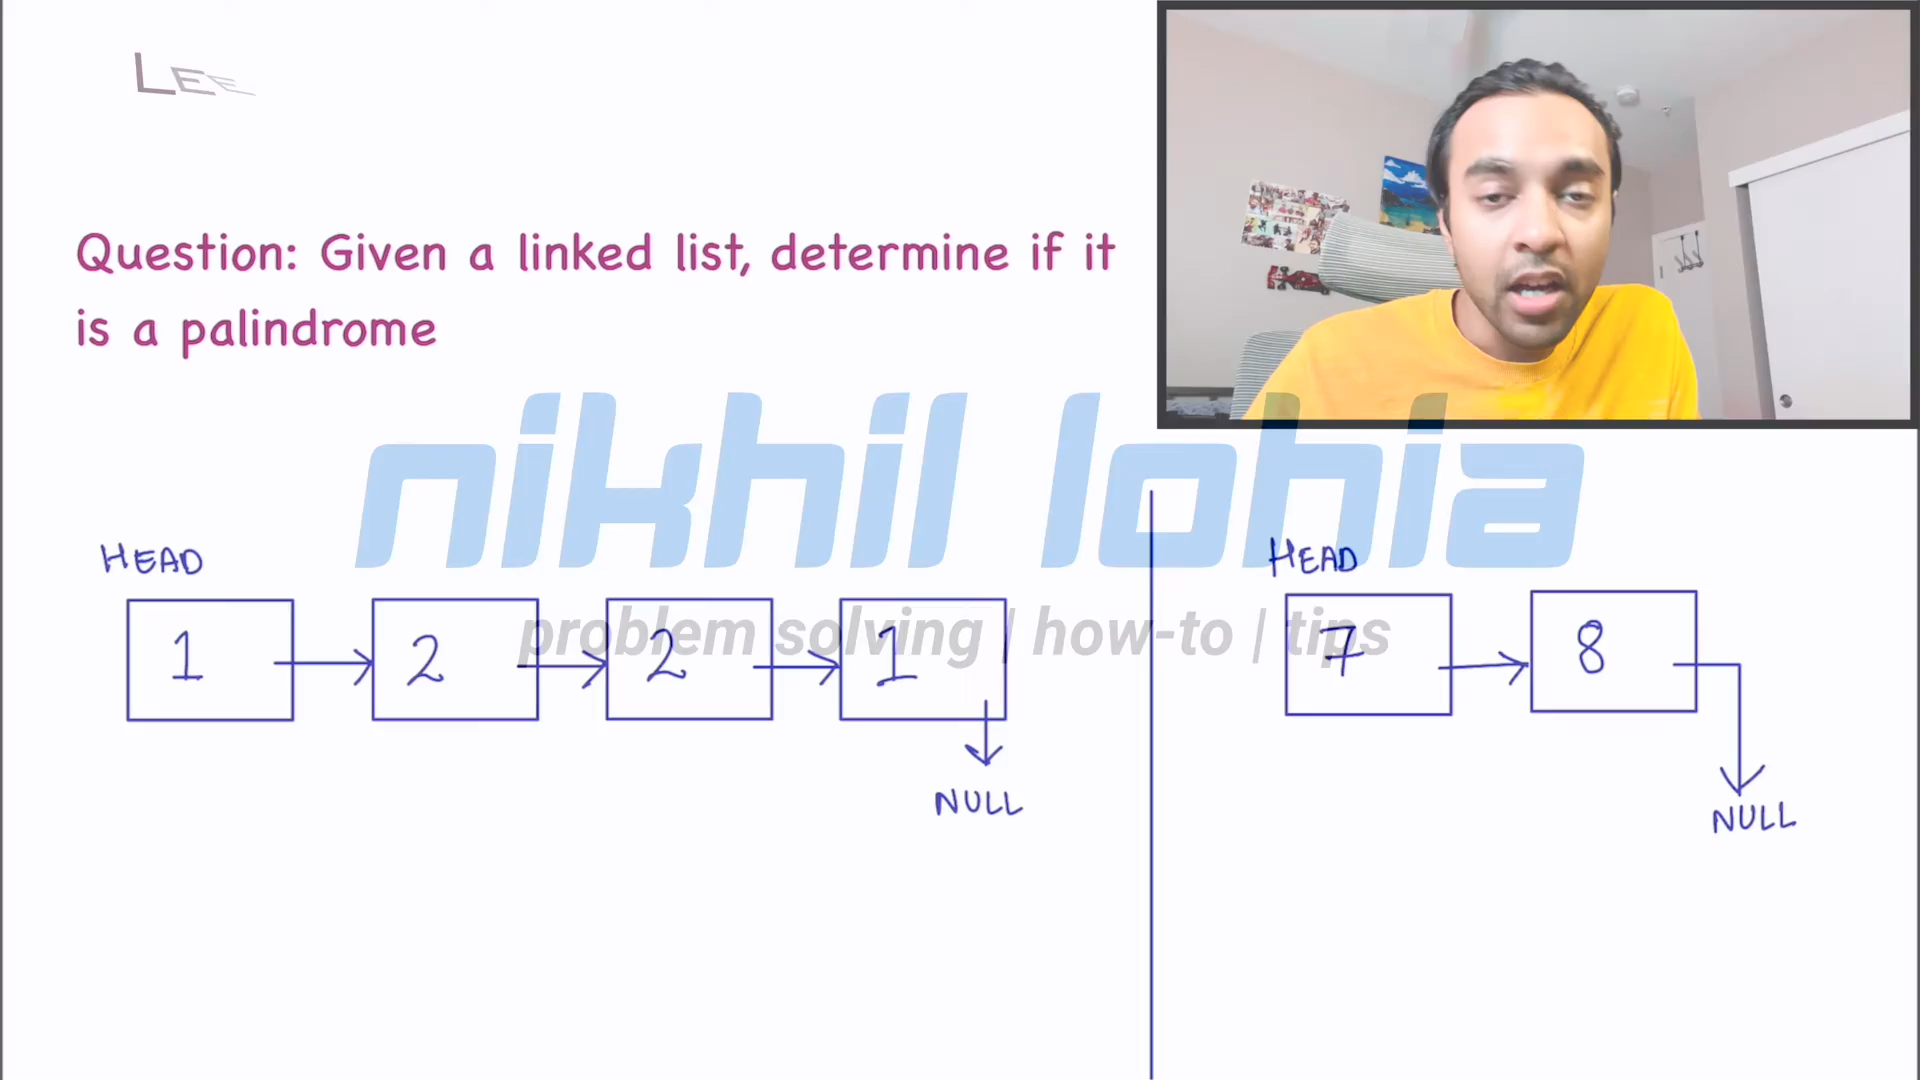 LEE
Question: Given a linked list, determine if it
is a palindrome
nikhil lohia
problem solving | how-to | tips
HEAD
1 2 2 1
NULL
HEAD
7 8
NULL